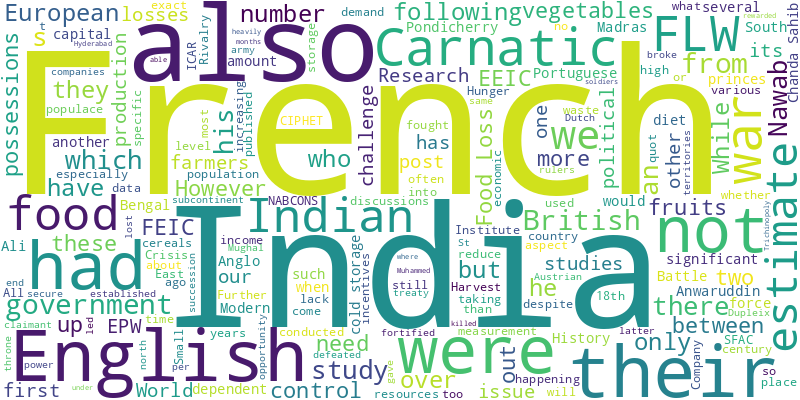 European losses number following vegetables
what several exact rewarded
t demand no
s capital Rivalry Pondicherry Madras South
Hyderabad ICAR army storage FLW its
also Carnatic Chanda Sahib
possessions they companies able heavily months
production amount Research EEIC Portuguese high or from princes
populace Hunger broke various
French
another specific increasing published CIPHET soldiers same waste Dutch
his challenge fought one we political While war Nawab
which most level who has diet
farmers post more other an quot territories
have especially population often into economic rulers
However Food Loss would whether
Bengal data subcontinent NABCONS discussions used
food FEIC lost Indian British fruits not estimate
Ali these cereals income Mughal where St Institute country significant
Crisis Anglo cold storage incentives reduce aspect Trichinopoly
had about East our such but studies Battle two
end ago succession when still Muhammed Harvest Austrian
All secure established Modern lack treaty taking than he despite 18th there Anwaruddin
government Further come force Dupleix
India
claimant up led EPW time Small years opportunity conducted fortified measurement History between latter
throne English north defeated need out only SFAC century
power study gave over killed happening Company
first World per dependent control resources too issue will were their so place
under